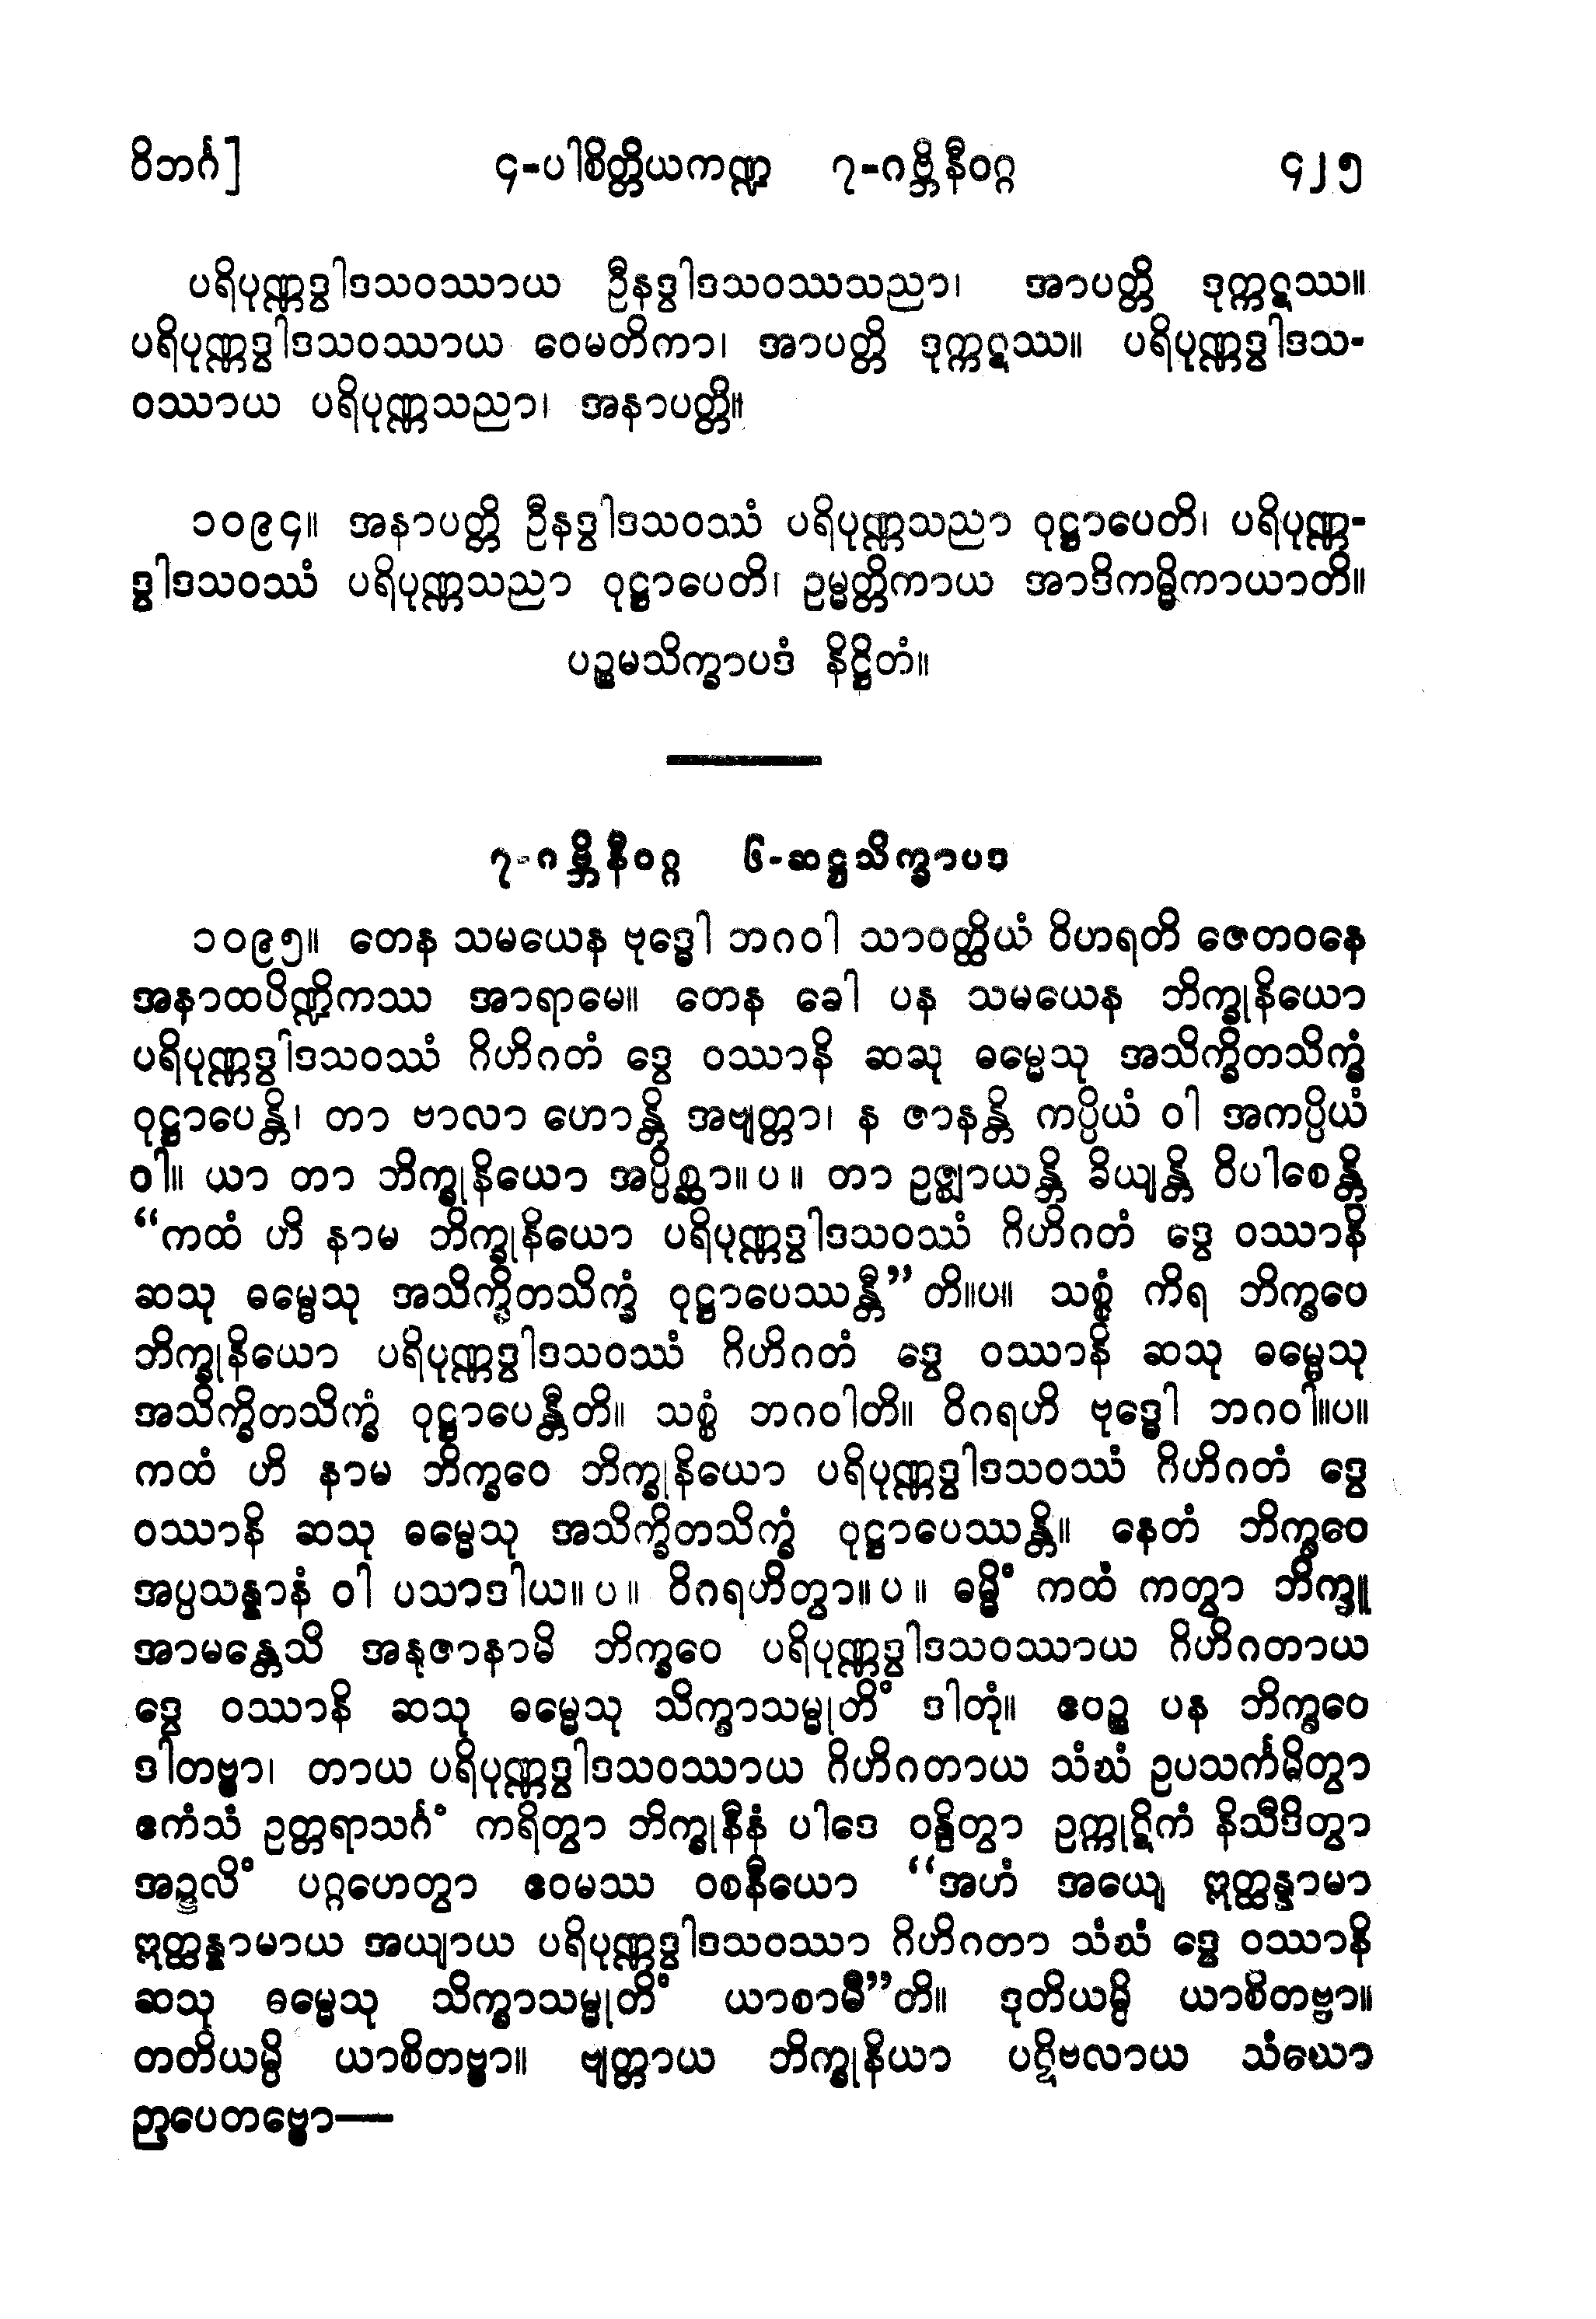 ဝိဘင်္ဂ] ၄-ပါစိတ္တိယကဏ္ဍ ၇-ဂဗ္ဘိနီဝဂ္ဂ ၄၂၅
ပရိပုဏ္ဏဒွါဒသဝဿာယ ဦနဒွါဒသဝဿသညာ၊ အာပတ္တိ ဒုက္ကဋဿ။
ပရိပုဏ္ဏဒွါဒသဝဿာယ ဝေမတိကာ၊ အာပတ္တိ ဒုက္ကဋဿ။ ပရိပုဏ္ဏဒွါဒသ-
ဝဿာယ ပရိပုဏ္ဏသညာ၊ အနာပတ္တိ။
၁၀၉၄။ အနာပတ္တိ ဦနဒွါဒသဝဿံ ပရိပုဏ္ဏသညာ ဝုဋ္ဌာပေတိ၊ ပရိပုဏ္ဏ-
ဒွါဒသဝဿံ ပရိပုဏ္ဏသညာ ဝုဋ္ဌာပေတိ၊ ဥမ္မတ္တိကာယ အာဒိကမ္မိကာယာတိ။
ပဉ္စမသိက္ခာပဒံ နိဋ္ဌိတံ။
၇-ဂဗ္ဘိနီဝဂ္ဂ ၆-ဆဋ္ဌသိက္ခာပဒ
၁၀၉၅။ တေန သမယေန ဗုဒ္ဓေါ ဘဂဝါ သာဝတ္ထိယံ ဝိဟရတိ ဇေတဝနေ
အနာထပိဏ္ဍိကဿ အာရာမေ။ တေန ခေါ ပန သမယေန ဘိက္ခုနိယော
ပရိပုဏ္ဏဒွါဒသဝဿံ ဂိဟိဂတံ ဒွေ ဝဿာနိ ဆသု ဓမ္မေသု အသိက္ခိတသိက္ခံ
ဝုဋ္ဌာပေန္တိ၊ တာ ဗာလာ ဟောန္တိ အဗျတ္တာ၊ န ဇာနန္တိ ကပ္ပိယံ ဝါ အကပ္ပိယံ
ဝါ။ ယာ တာ ဘိက္ခုနိယော အပ္ပိစ္ဆာ။ပ။ တာ ဥဇ္ဈာယန္တိ ခိယျန္တိ ဝိပါစေန္တိ
“ကထံ ဟိ နာမ ဘိက္ခုနိယော ပရိပုဏ္ဏဒွါဒသဝဿံ ဂိဟိဂတံ ဒွေ ဝဿာနိ
ဆသု ဓမ္မေသု အသိက္ခိတသိက္ခံ ဝုဋ္ဌာပေဿန္တီ”တိ။ပ။ သစ္စံ ကိရ ဘိက္ခဝေ
ဘိက္ခုနိယော ပရိပုဏ္ဏဒွါဒသဝဿံ ဂိဟိဂတံ ဒွေ ဝဿာနိ ဆသု ဓမ္မေသု
အသိက္ခိတသိက္ခံ ဝုဋ္ဌာပေန္တီတိ။ သစ္စံ ဘဂဝါတိ။ ဝိဂရဟိ ဗုဒ္ဓေါ ဘဂဝါ။ပ။
ကထံ ဟိ နာမ ဘိက္ခဝေ ဘိက္ခုနိယော ပရိပုဏ္ဏဒွါဒသဝဿံ ဂိဟိဂတံ ဒွေ
ဝဿာနိ ဆသု ဓမ္မေသု အသိက္ခိတသိက္ခံ ဝုဋ္ဌာပေဿန္တိ။ နေတံ ဘိက္ခဝေ
အပ္ပသန္နာနံ ဝါ ပသာဒါယ။ပ။ ဝိဂရဟိတွာ။ပ။ ဓမ္မိံ ကထံ ကတွာ ဘိက္ခူ
အာမန္တေသိ အနုဇာနာမိ ဘိက္ခဝေ ပရိပုဏ္ဏဒွါဒသဝဿာယ ဂိဟိဂတာယ
ဒွေ ဝဿာနိ ဆသု ဓမ္မေသု သိက္ခာသမ္မုတိံ ဒါတုံ။ ဧဝဉ္စ ပန ဘိက္ခဝေ
ဒါတဗ္ဗာ၊ တာယ ပရိပုဏ္ဏဒွါဒသဝဿာယ ဂိဟိဂတာယ သံဃံ ဥပသင်္ကမိတွာ
ဧကံသံ ဥတ္တရာသင်္ဂံ ကရိတွာ ဘိက္ခုနီနံ ပါဒေ ဝန္ဒိတွာ ဥက္ကုဋိကံ နိသီဒိတွာ
အဉ္ဇလိံ ပဂ္ဂဟေတွာ ဧဝမဿ ဝစနီယော “အဟံ အယျေ ဣတ္ထန္နာမာ
ဣတ္ထန္နာမာယ အယျာယ ပရိပုဏ္ဏဒွါဒသဝဿာ ဂိဟိဂတာ သံဃံ ဒွေ ဝဿာနိ
ဆသု ဓမ္မေသု သိက္ခာသမ္မုတိံ ယာစာမီ”တိ။ ဒုတိယမ္ပိ ယာစိတဗ္ဗာ။
တတိယမ္ပိ ယာစိတဗ္ဗာ။ ဗျတ္တာယ ဘိက္ခုနိယာ ပဋိဗလာယ သံဃော
ဉာပေတဗ္ဗော—